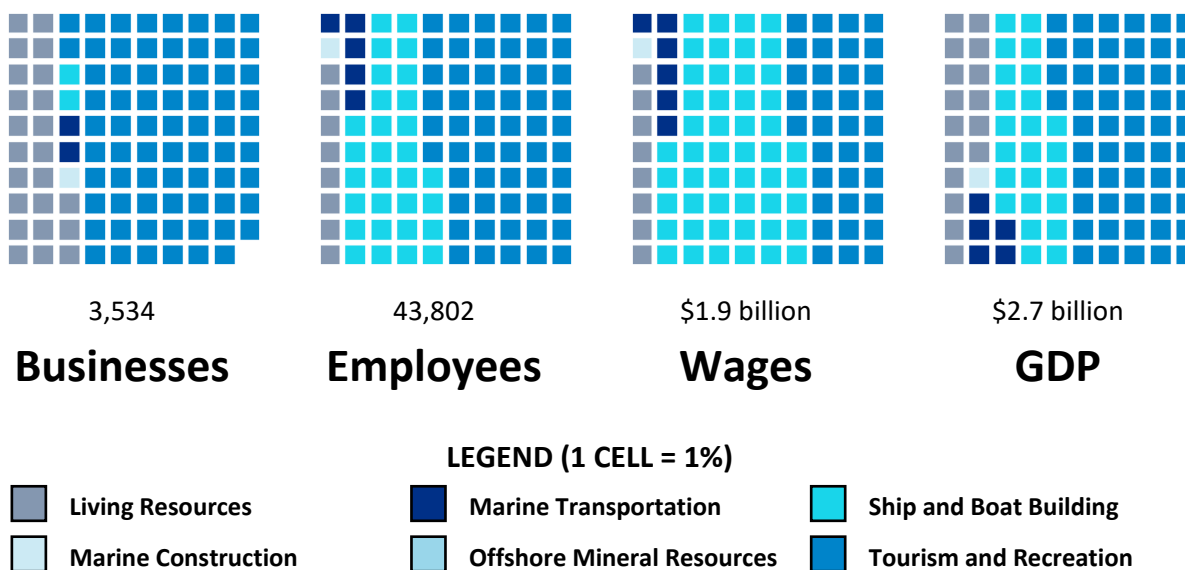 3,534 43,802 $1.9 billion $2.7 billion
Businesses Employees Wages GDP
LEGEND (1 CELL = 1%)
Living Resources Marine Transportation Ship and Boat Building
Marine Construction Offshore Mineral Resources Tourism and Recreation